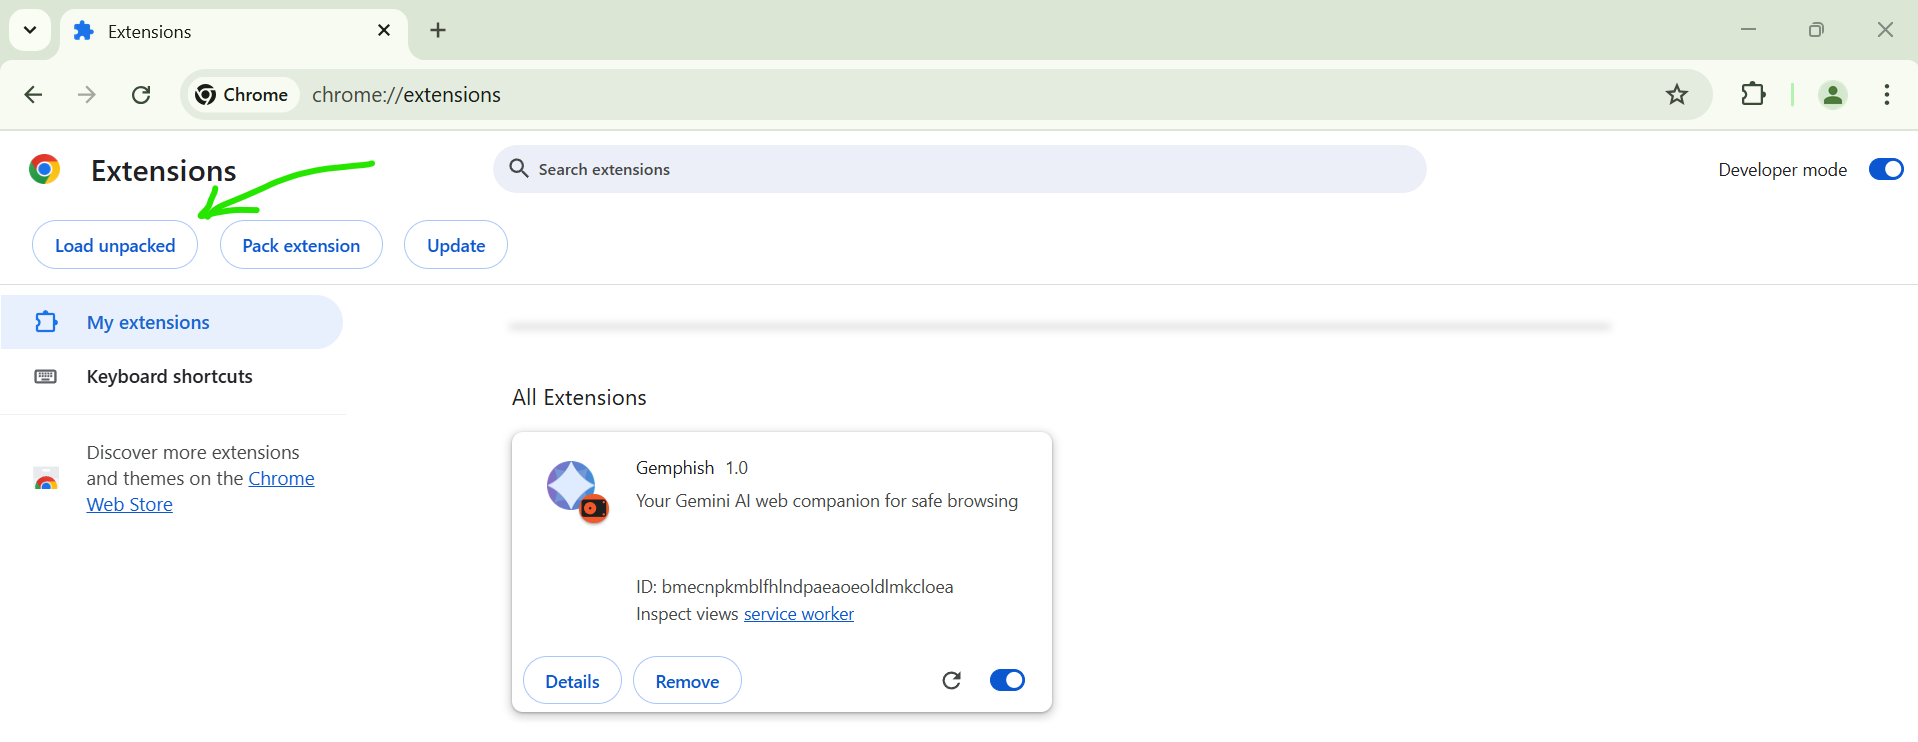 Extensions
Chrome chrome://extensions
Extensions
Search extensions
Developer mode
Load unpacked
Pack extension
Update
My extensions
Keyboard shortcuts
Discover more extensions
and themes on the Chrome
Web Store
All Extensions
Gemphish 1.0
Your Gemini AI web companion for safe browsing
ID: bmecnpkmblfhlndpaeaoeoldlmkcloea
Inspect views service worker
Details
Remove